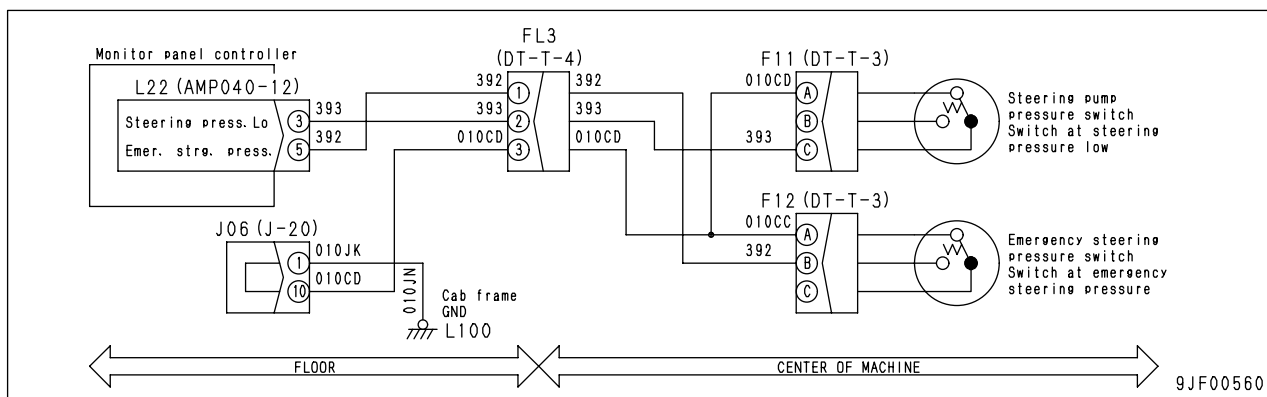 FL3
(DT-T-4)
Monitor panel controller
L22 (AMP040-12)
Steering press. Lo
Emer. strg. press.
3
5
393
392
392
393
010CD
1
2
3
392
393
010CD
F11 (DT-T-3)
010CD
393
A
B
C
Steering pump
pressure switch
Switch at steering
pressure low
F12 (DT-T-3)
010CC
392
A
B
C
Emergency steering
pressure switch
Switch at emergency
steering pressure
J06 (J-20)
1
10
010JK
010CD
010JN
Cab frame
GND
L100
FLOOR
CENTER OF MACHINE
9JF00560